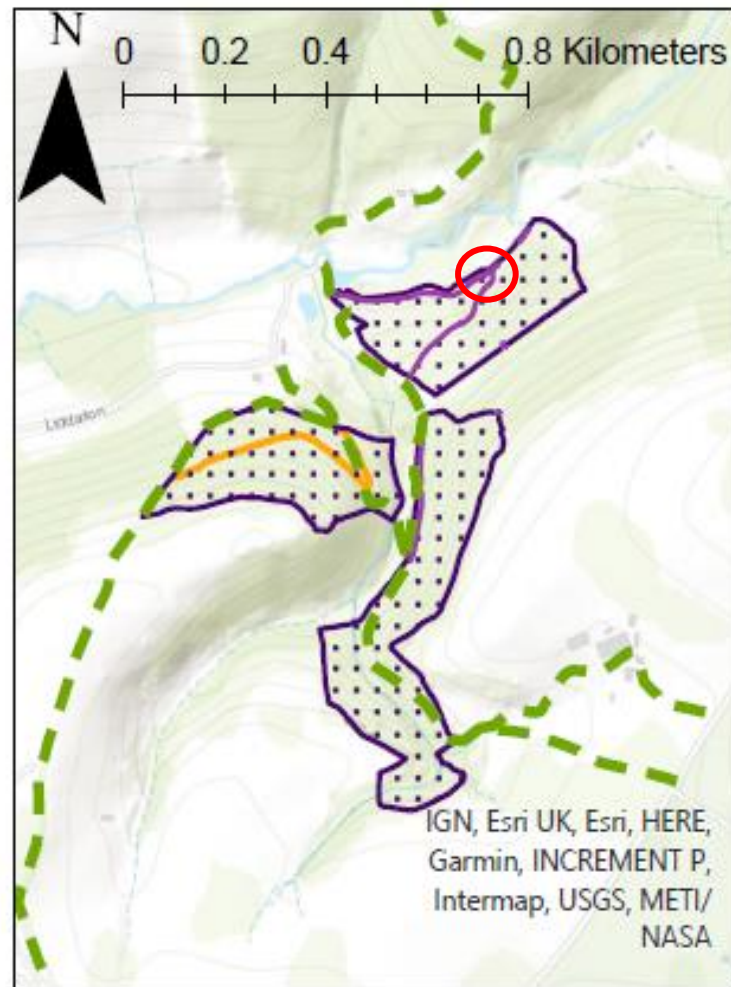 N
0 0.2 0.4 0.8 Kilometers
IGN, Esri UK, Esri, HERE,
Garmin, INCREMENT P,
Intermap, USGS, METI/
NASA